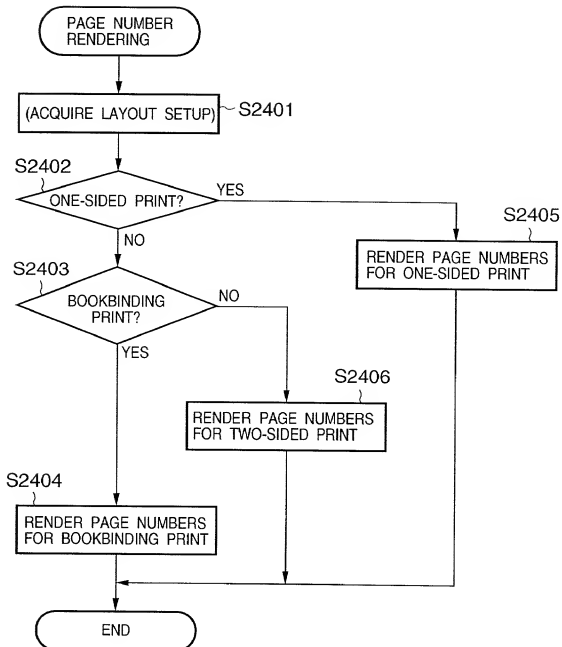 PAGE NUMBER
RENDERING
(ACQUIRE LAYOUT SETUP)
S2401
S2402
ONE-SIDED PRINT?
YES
NO
S2405
RENDER PAGE NUMBERS
FOR ONE-SIDED PRINT
S2403
BOOKBINDING
PRINT?
NO
YES
S2406
RENDER PAGE NUMBERS
FOR TWO-SIDED PRINT
S2404
RENDER PAGE NUMBERS
FOR BOOKBINDING PRINT
END